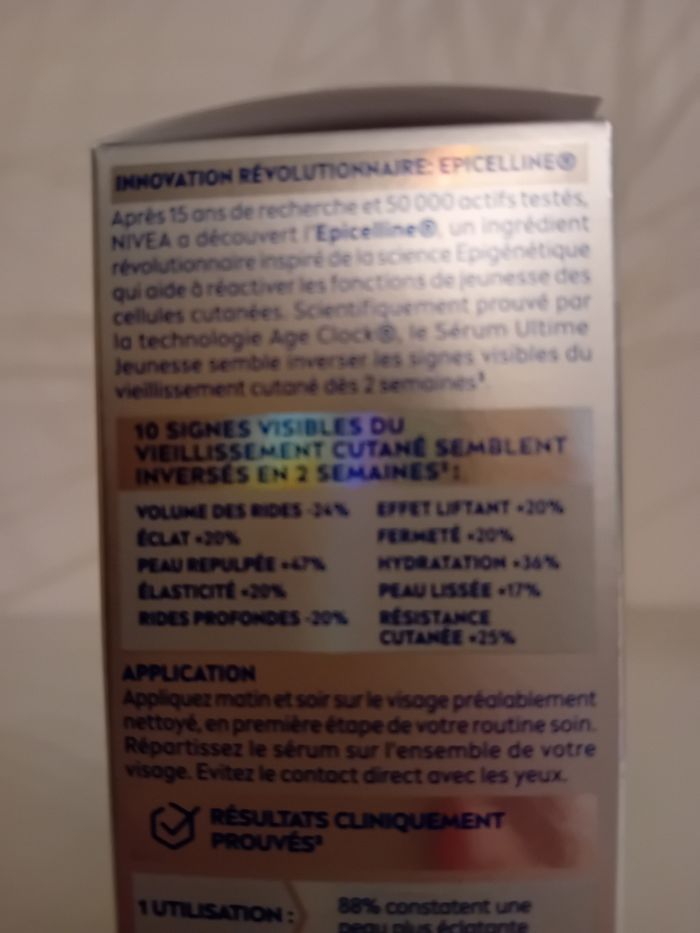 INNOVATION RÉVOLUTIONNAIRE: EPICELLINE®
Après 15 ans de recherche et 50 000 actifs testés,
NIVEA a découvert l'Epicelline®, un ingrédient
révolutionnaire inspiré de la science Epigénétique
qui aide à réactiver les fonctions de jeunesse des
cellules cutanées. Scientifiquement prouvé par
la technologie Age Clock®, le Sérum Ultime
Jeunesse semble inverser les signes visibles du
vieillissement cutané dès 2 semaines
10 SIGNES VISIBLES DU
VIEILLISSEMENT CUTANÉ SEMBLENT
INVERSÉS EN 2 SEMAINES :
VOLUME DES RIDES -24%
ÉCLAT +20%
PEAU REPULPÉE +47%
ÉLASTICITÉ +20%
RIDES PROFONDES -20%
EFFET LIFTANT +20%
FERMETÉ +20%
HYDRATATION +36%
PEAU LISSÉE +17%
RÉSISTANCE
CUTANÉE +25%
APPLICATION
Appliquez matin et soir sur le visage préalablement
nettoyé, en première étape de votre routine soin.
Répartissez le sérum sur l'ensemble de votre
visage. Evitez le contact direct avec les yeux.
RÉSULTATS CLINIQUEMENT
PROUVÉS
1 UTILISATION :
88% constatent une
peau plus éclatante